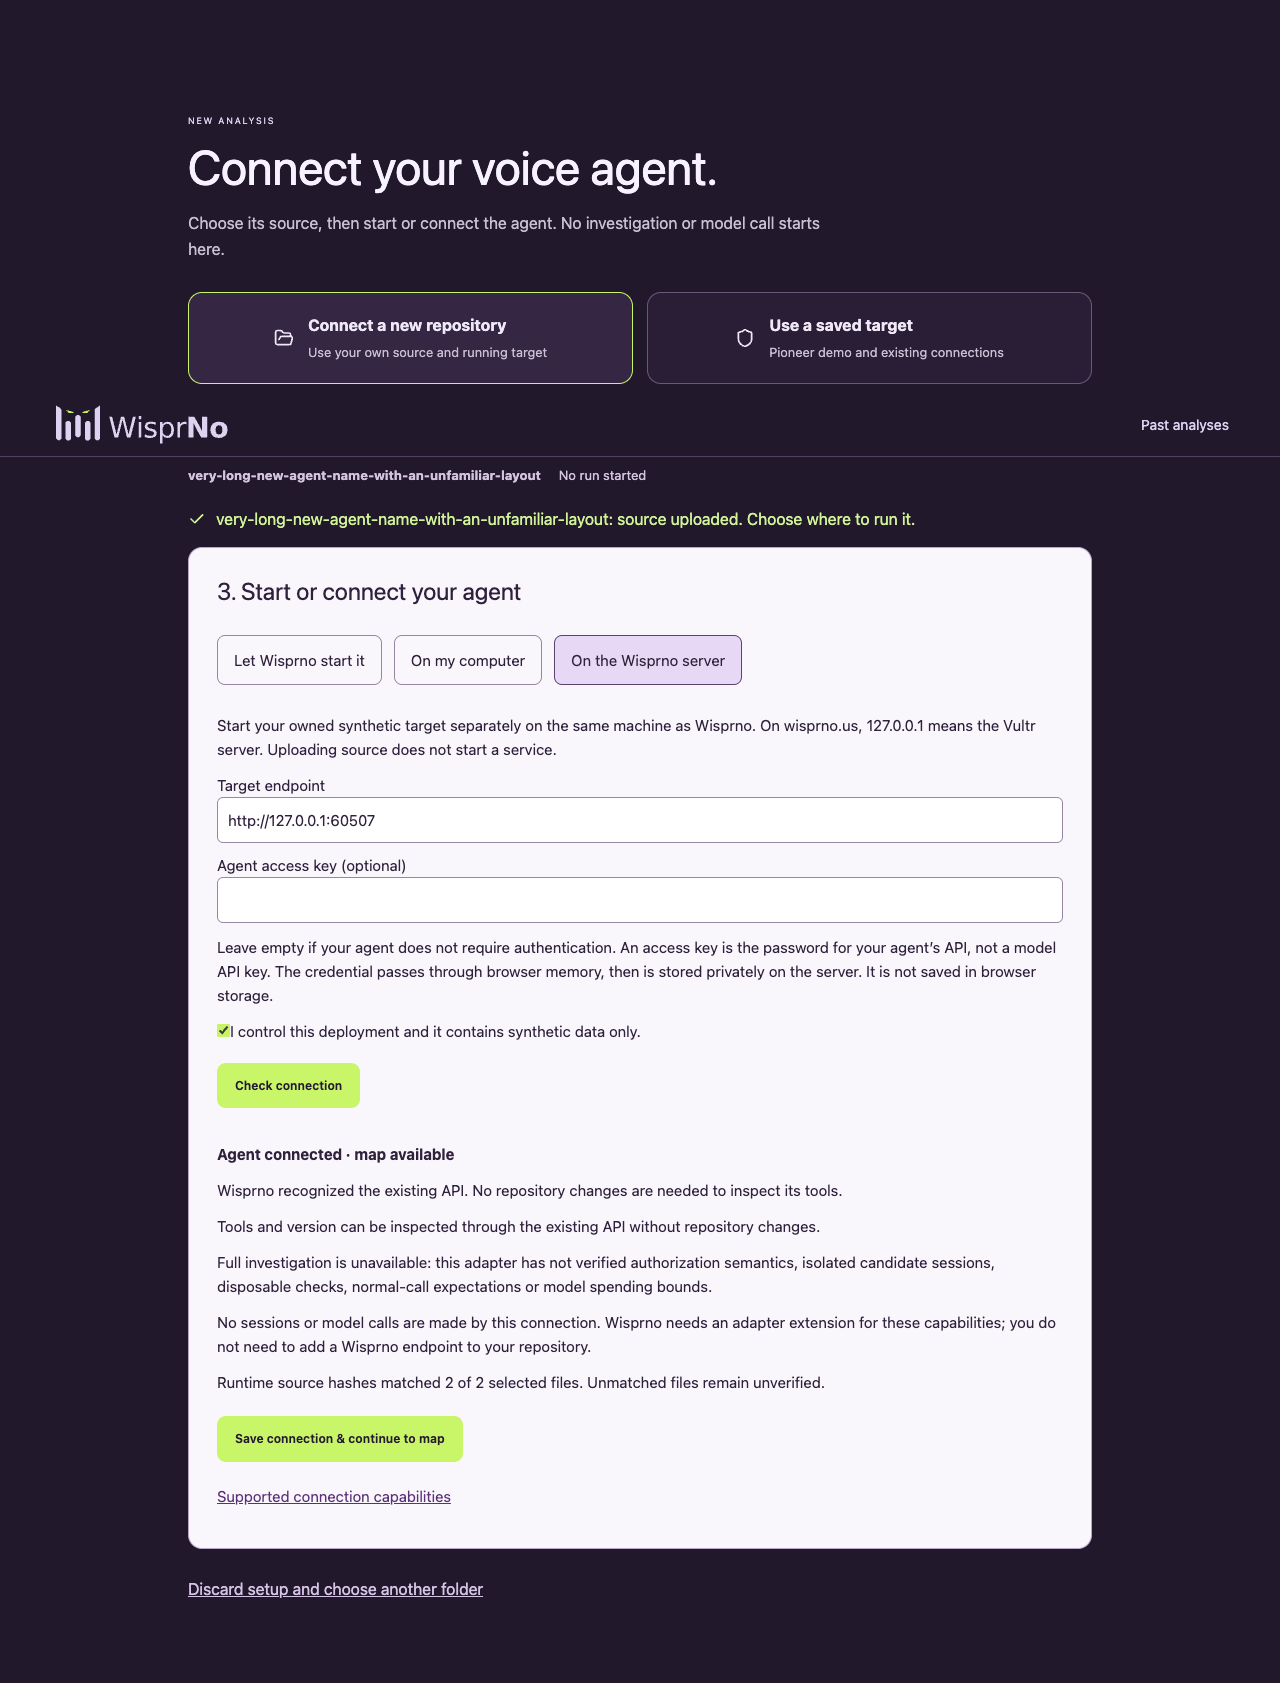 NEW ANALYSIS
Connect your voice agent.
Choose its source, then start or connect the agent. No investigation or model call starts
here.
Connect a new repository
Use your own source and running target
Use a saved target
Pioneer demo and existing connections
WisprNo
Past analyses
very-long-new-agent-name-with-an-unfamiliar-layout No run started
very-long-new-agent-name-with-an-unfamiliar-layout: source uploaded. Choose where to run it.
3. Start or connect your agent
Let Wisprno start it
On my computer
On the Wisprno server
Start your owned synthetic target separately on the same machine as Wisprno. On wisprno.us, 127.0.0.1 means the Vultr
server. Uploading source does not start a service.
Target endpoint
http://127.0.0.1:60507
Agent access key (optional)
Leave empty if your agent does not require authentication. An access key is the password for your agent’s API, not a model
API key. The credential passes through browser memory, then is stored privately on the server. It is not saved in browser
storage.
I control this deployment and it contains synthetic data only.
Check connection
Agent connected · map available
Wisprno recognized the existing API. No repository changes are needed to inspect its tools.
Tools and version can be inspected through the existing API without repository changes.
Full investigation is unavailable: this adapter has not verified authorization semantics, isolated candidate sessions,
disposable checks, normal-call expectations or model spending bounds.
No sessions or model calls are made by this connection. Wisprno needs an adapter extension for these capabilities; you do
not need to add a Wisprno endpoint to your repository.
Runtime source hashes matched 2 of 2 selected files. Unmatched files remain unverified.
Save connection & continue to map
Supported connection capabilities
Discard setup and choose another folder